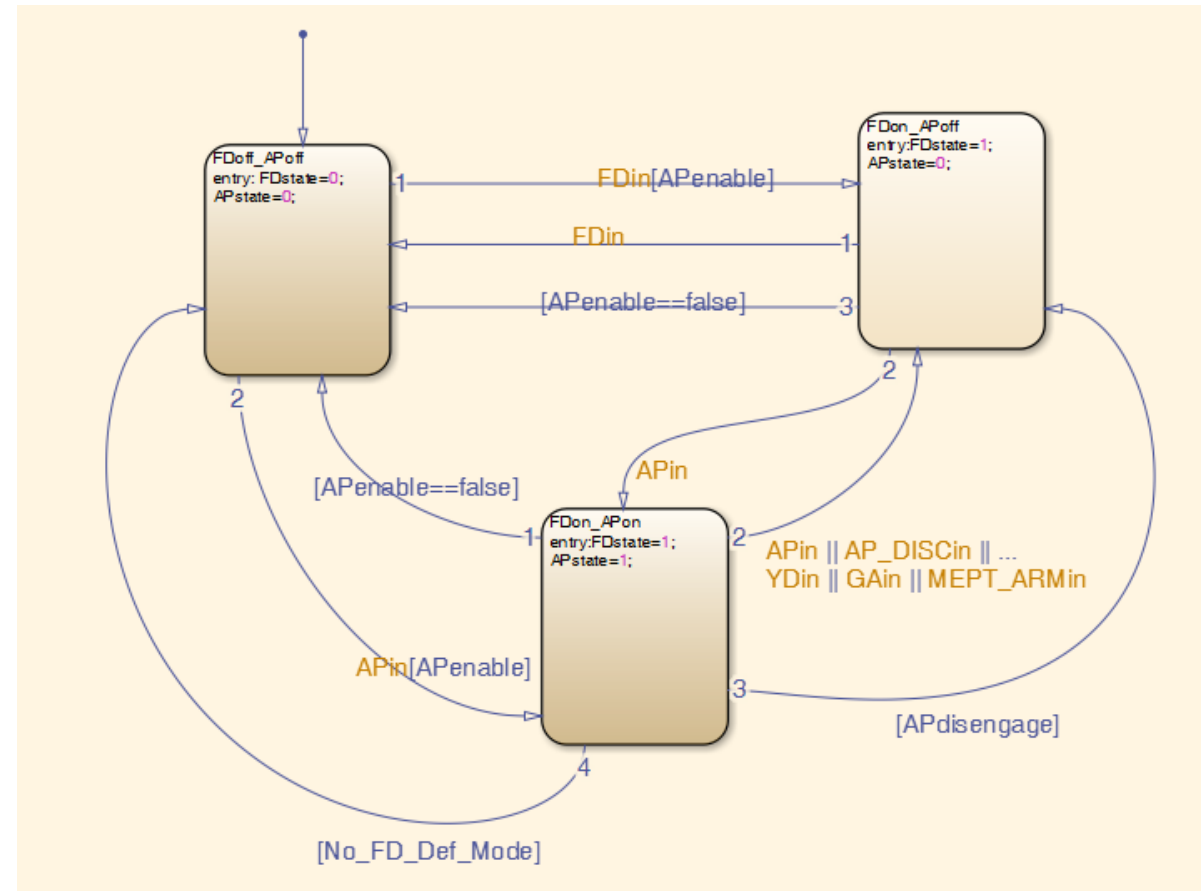 FDoff_APoff
entry: FDstate=0;
APstate=0;
FDon_APoff
entry:FDstate=1;
APstate=0;
1
FDin[APenable]
FDin
1
[APenable==false]
3
2
2
APin
[APenable==false]
FDon_APon
entry:FDstate=1;
APstate=1;
1
2
APin || AP_DISCin || ...
YDin || GAin || MEPT_ARMin
APin[APenable]
3
[APdisengage]
4
[No_FD_Def_Mode]